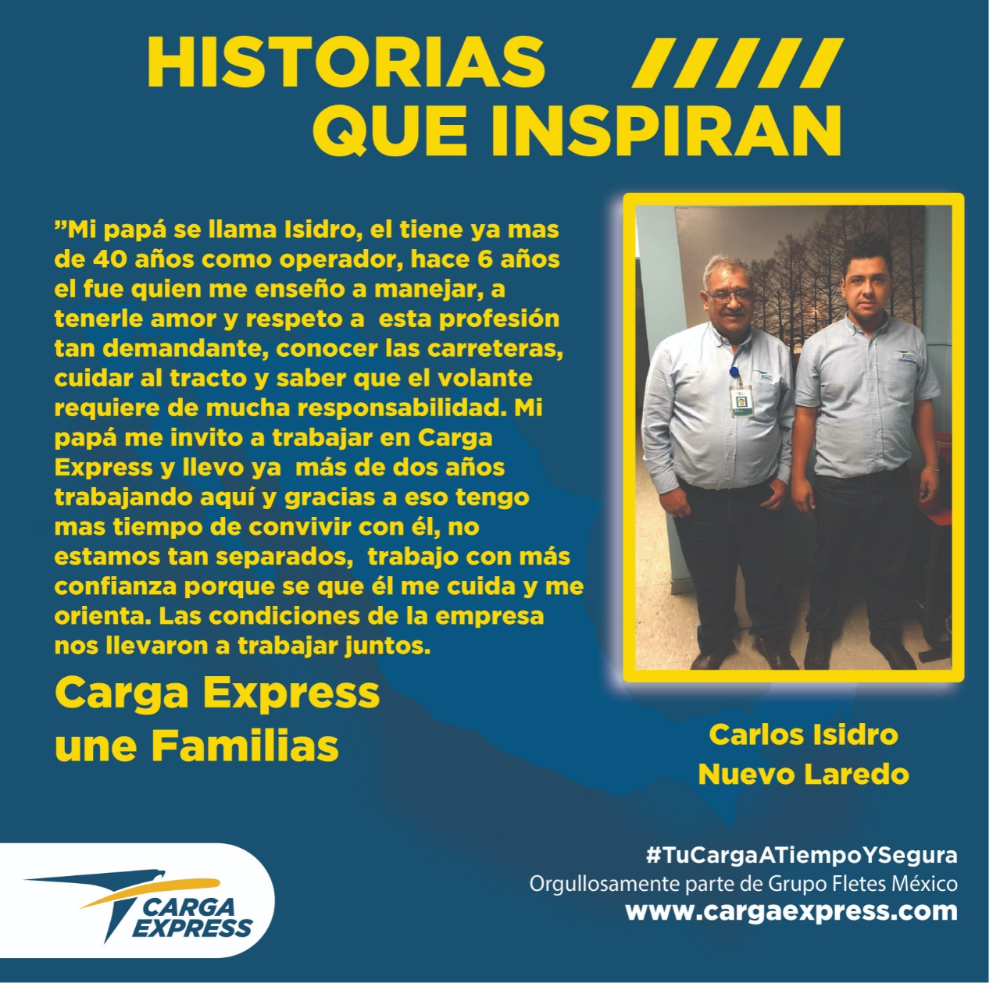 HISTORIAS
QUE INSPIRAN
”Mi papá se llama Isidro, el tiene ya mas
de 40 años como operador, hace 6 años
el fue quien me enseño a manejar, a
tenerle amor y respeto a esta profesión
tan demandante, conocer las carreteras,
cuidar al tracto y saber que el volante
requiere de mucha responsabilidad. Mi
papá me invito a trabajar en Carga
Express y llevo ya más de dos años
trabajando aquí y gracias a eso tengo
mas tiempo de convivir con él, no
estamos tan separados, trabajo con más
confianza porque se que él me cuida y me
orienta. Las condiciones de la empresa
nos llevaron a trabajar juntos.
Carga Express
une Familias
Carlos Isidro
Nuevo Laredo
#TuCargaATiempoYSegura
Orgullosamente parte de Grupo Fletes México
www.cargaexpress.com
CARGA
EXPRESS